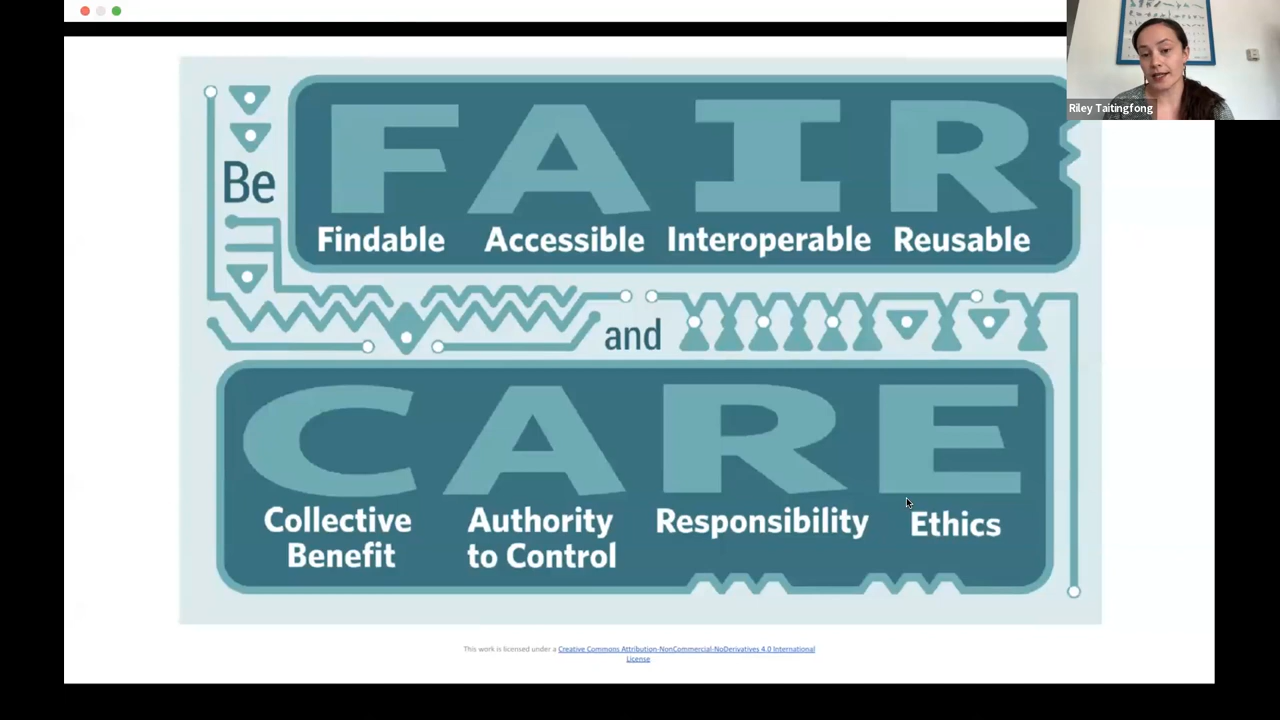 Riley Taitingfong
Be
FAIR
Findable Accessible Interoperable Reusable
and
CARE
Collective Benefit
Authority to Control
Responsibility
Ethics
This work is licensed under a Creative Commons Attribution-NonCommercial-NoDerivatives 4.0 International
License